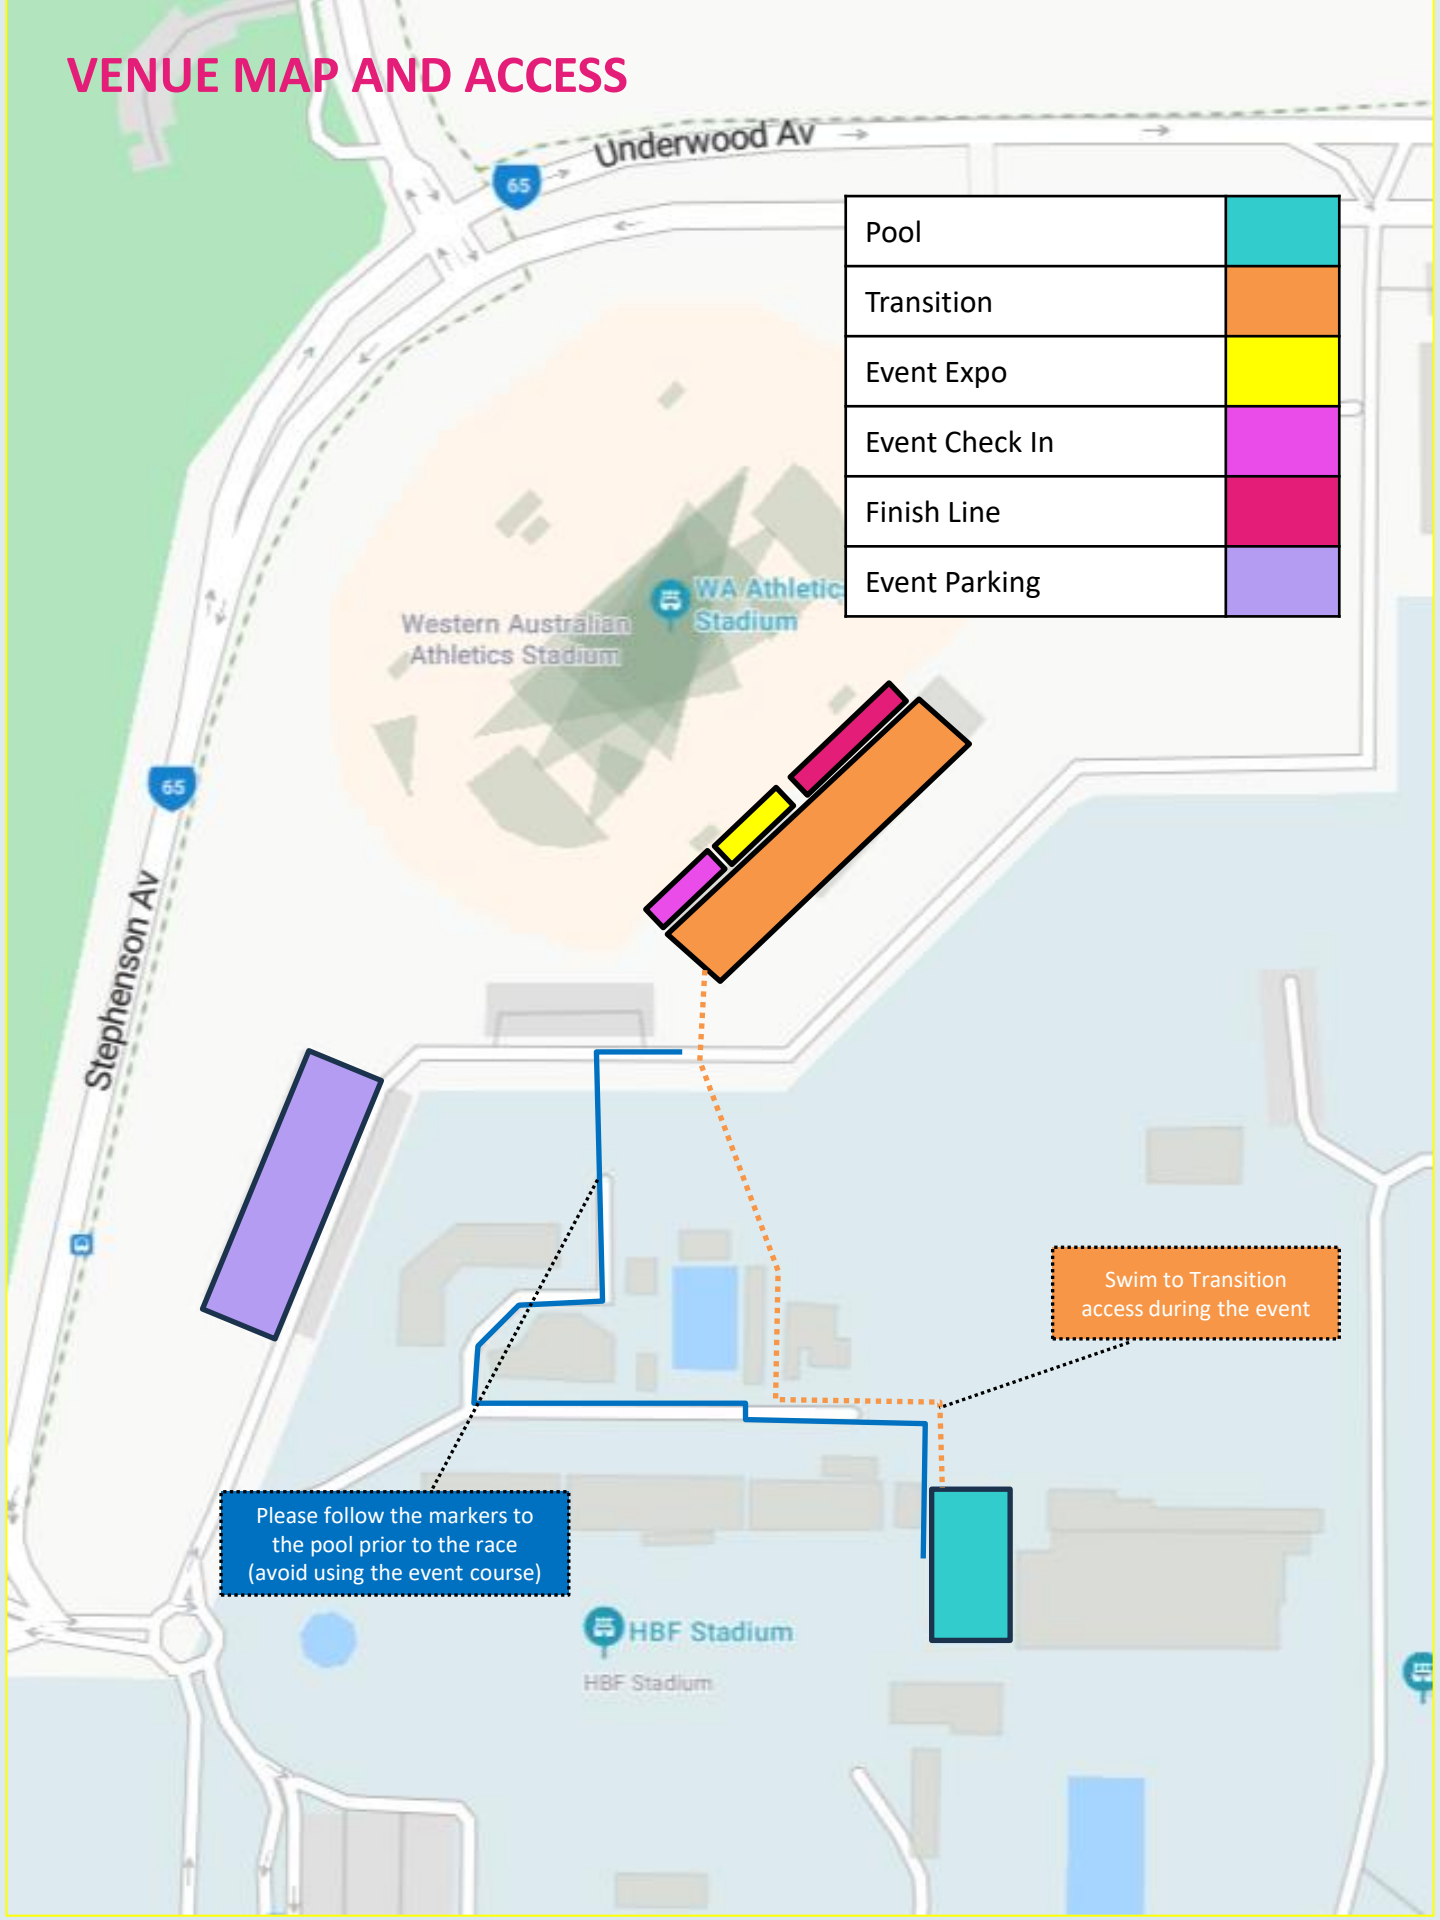 VENUE MAP AND ACCESS
Underwood Av
65
Pool
Transition
Event Expo
Event Check In
Finish Line
Event Parking
WA Athletics
Stadium
Western Australian
Athletics Stadium
65
Stephenson Av
Swim to Transition
access during the event
Please follow the markers to
the pool prior to the race
(avoid using the event course)
HBF Stadium
HBF Stadium